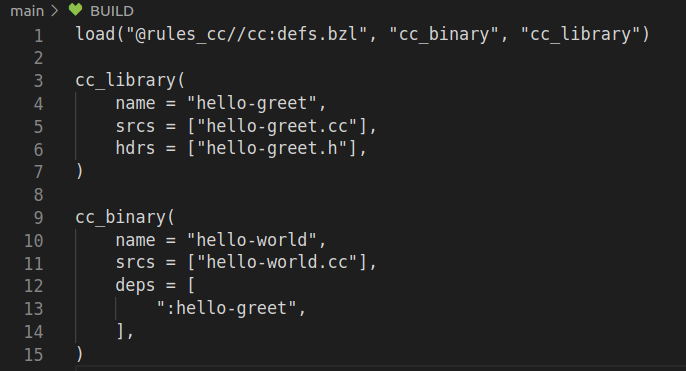 main > BUILD
1 load("@rules_cc//cc:defs.bzl", "cc_binary", "cc_library")
2
3 cc_library(
4     name = "hello-greet",
5     srcs = ["hello-greet.cc"],
6     hdrs = ["hello-greet.h"],
7 )
8
9 cc_binary(
10     name = "hello-world",
11     srcs = ["hello-world.cc"],
12     deps = [
13         ":hello-greet",
14     ],
15 )